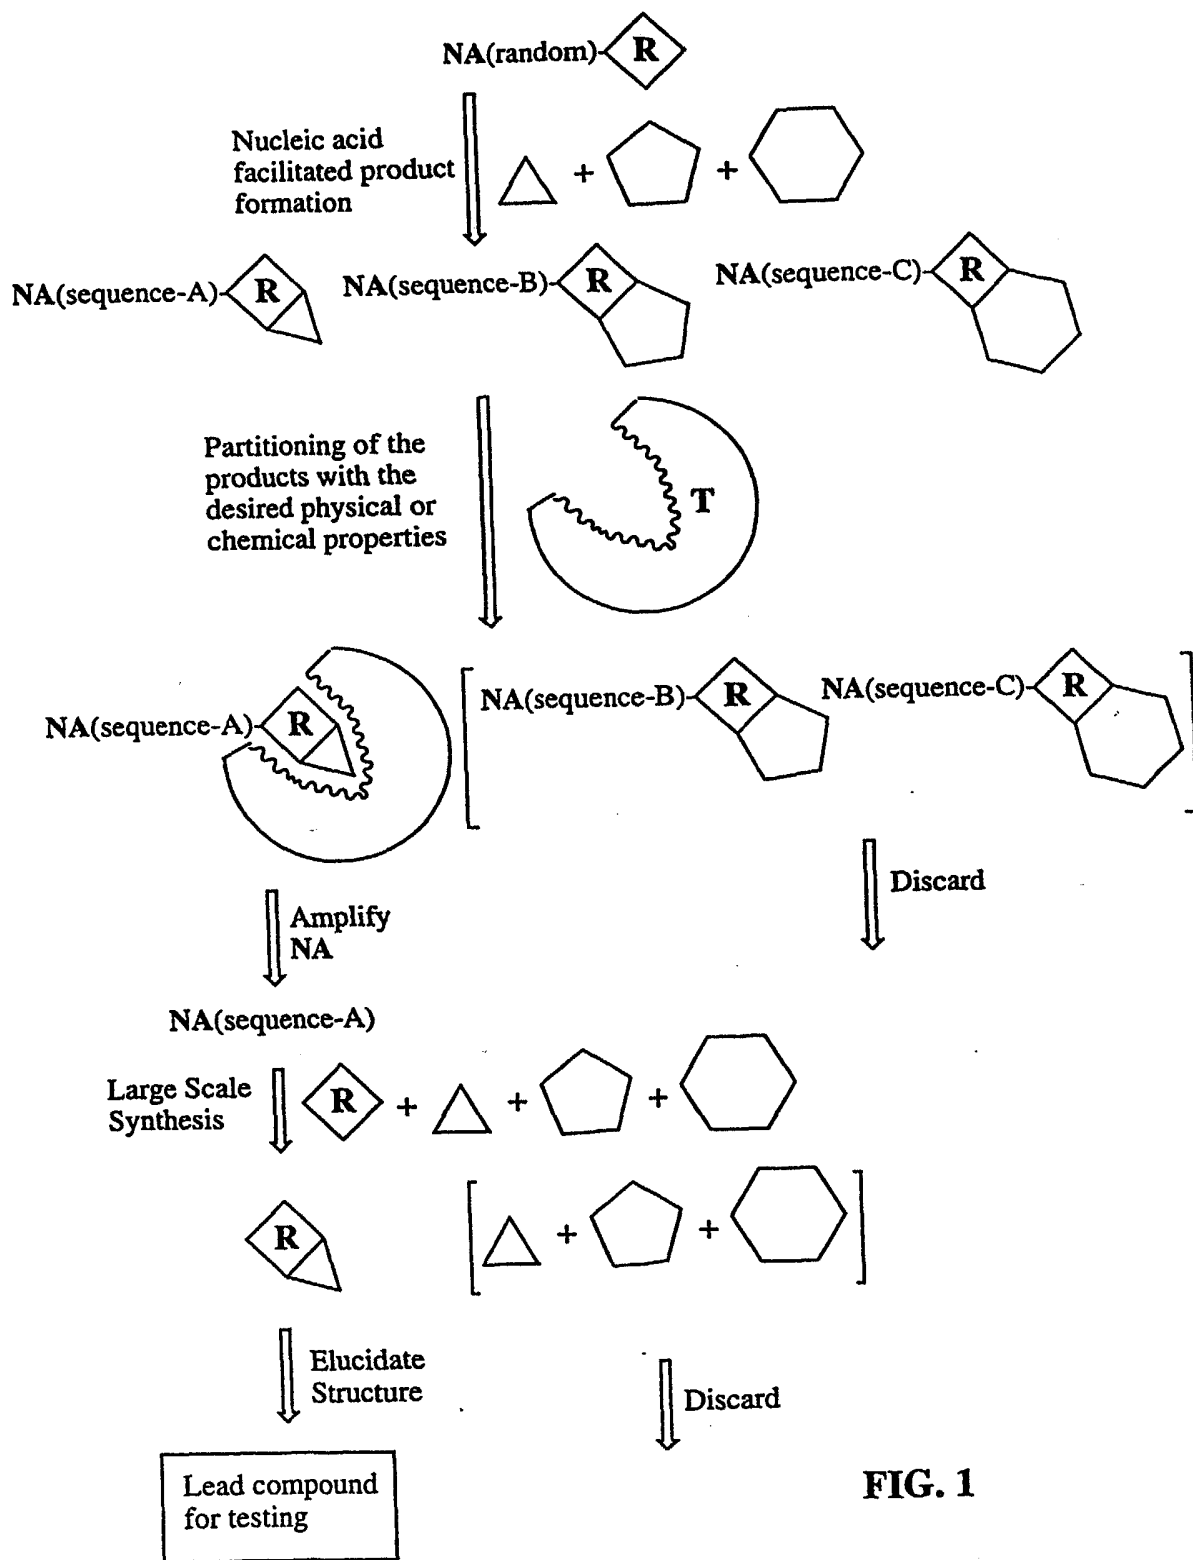 NA(random)-R
Nucleic acid
facilitated product
formation
+ +
NA(sequence-A)- R NA(sequence-B)- R NA(sequence-C)- R
Partitioning of the
products with the
desired physical or
chemical properties
T
NA(sequence-A)- R NA(sequence-B)- R NA(sequence-C)- R
Discard
Amplify
NA
NA(sequence-A)
Large Scale
Synthesis
R + + +
R + +
Elucidate
Structure
Discard
Lead compound
for testing
FIG. 1